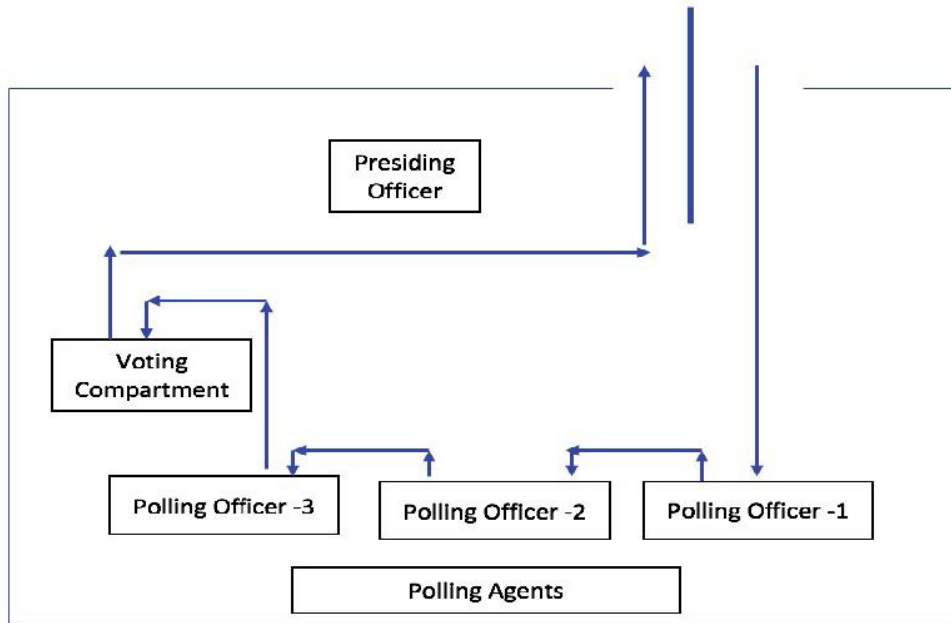 Presiding
Officer
Voting
Compartment
Polling Officer -3
Polling Officer -2
Polling Officer -1
Polling Agents